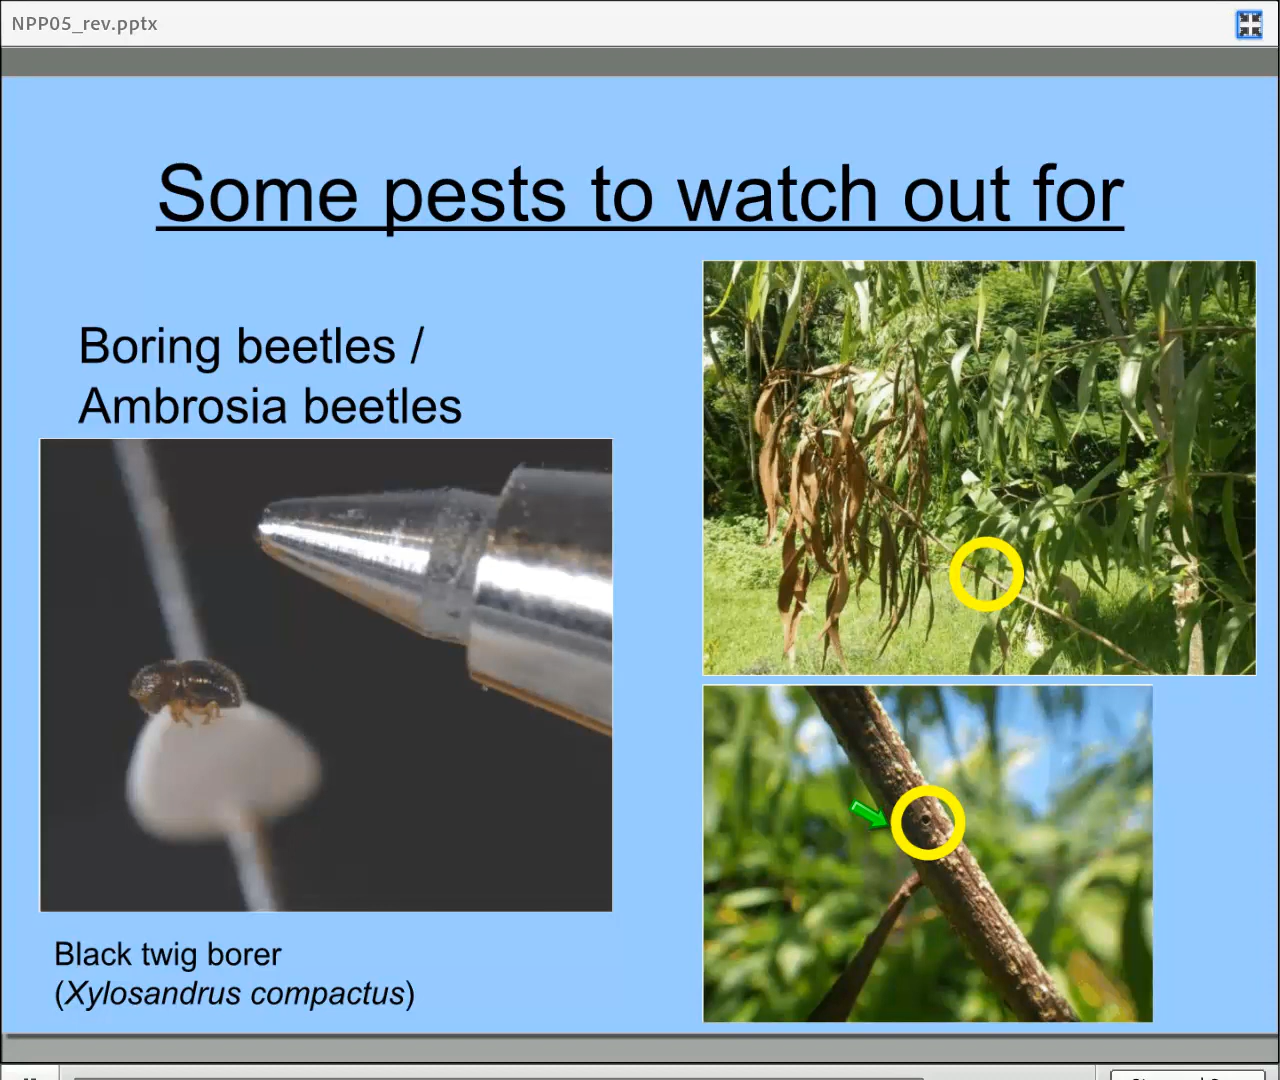 NPP05_rev.pptx
Some pests to watch out for
Boring beetles /
Ambrosia beetles
Black twig borer
(Xylosandrus compactus)